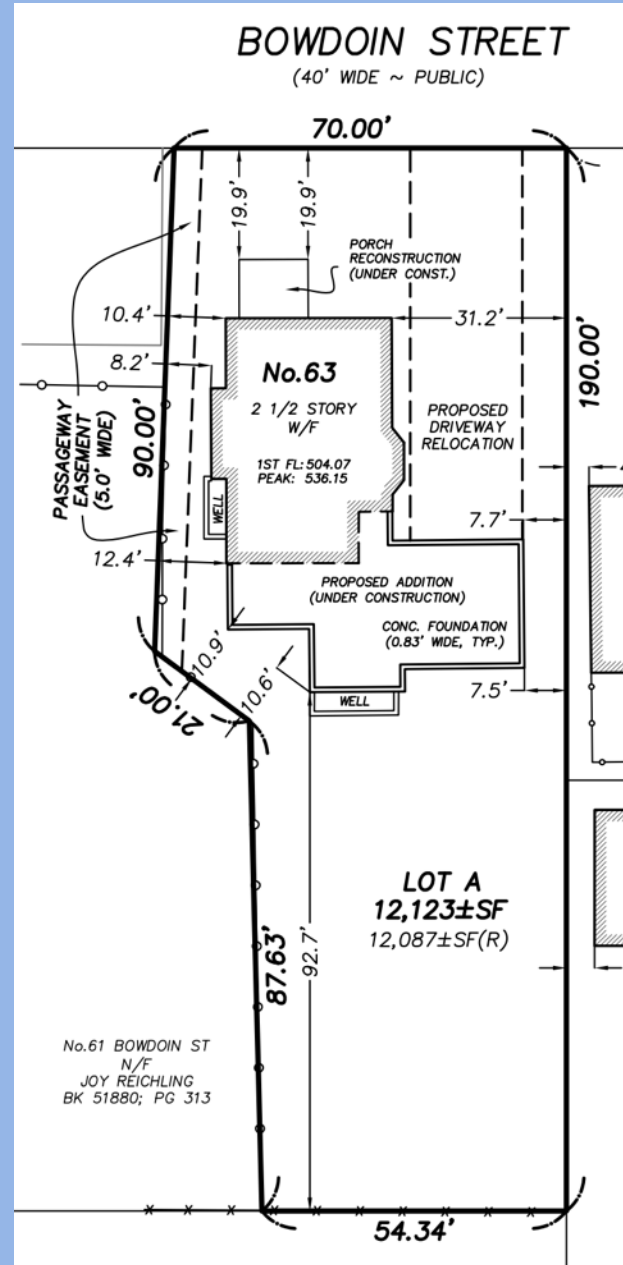 BOWDOIN STREET
(40' WIDE ~ PUBLIC)
70.00'
19.9'
19.9'
PORCH
RECONSTRUCTION
(UNDER CONST.)
10.4'
31.2'
8.2'
No.63
2 1/2 STORY
W/F
1ST FL: 504.07
PEAK: 536.15
PROPOSED
DRIVEWAY
RELOCATION
190.00'
PASSAGEWAY
EASEMENT
(5.0' WIDE)
90.00'
WELL
7.7'
12.4'
PROPOSED ADDITION
(UNDER CONSTRUCTION)
CONC. FOUNDATION
(0.83' WIDE, TYP.)
10.9'
10.6'
21.00'
WELL
7.5'
LOT A
12,123±SF
12,087±SF(R)
87.63'
92.7'
No.61 BOWDOIN ST
N/F
JOY REICHLING
BK 51880; PG 313
54.34'